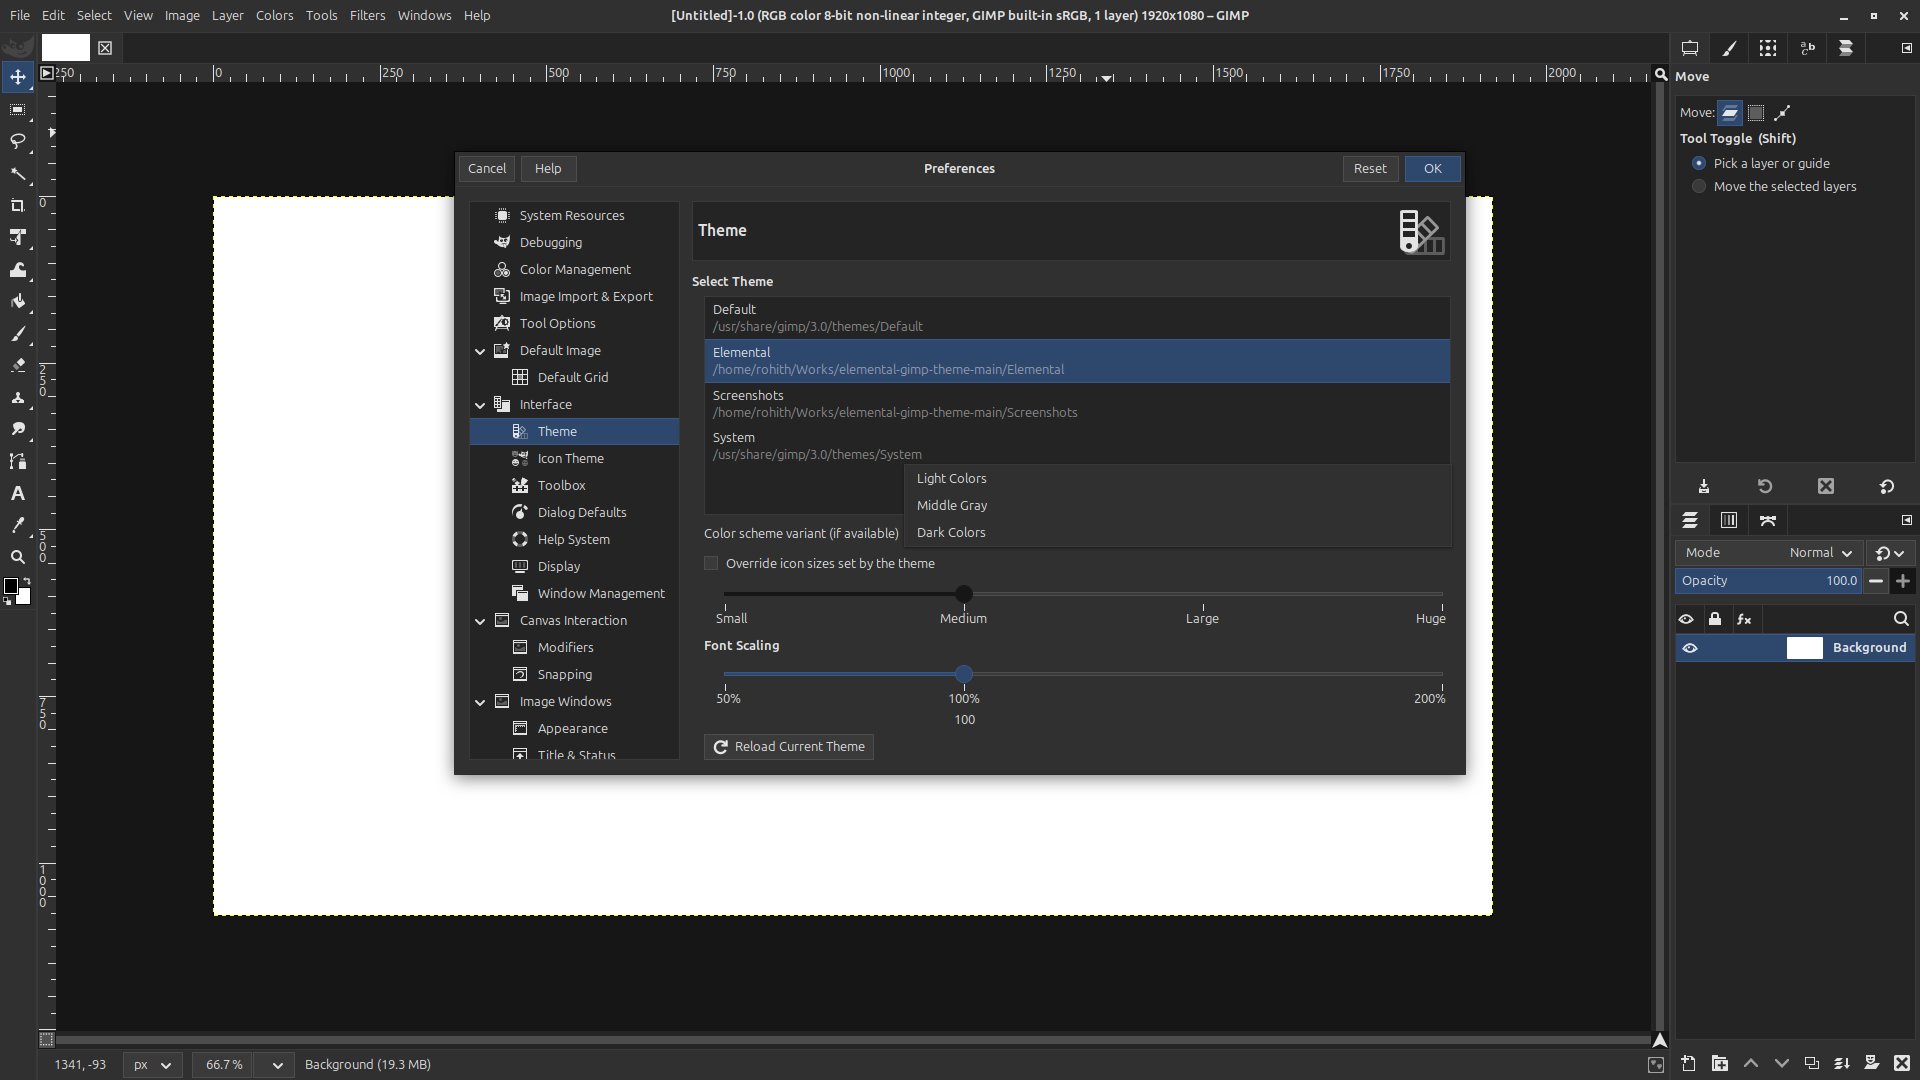 File Edit Select View Image Layer Colors Tools Filters Windows Help
[Untitled]-1.0 (RGB color 8-bit non-linear integer, GIMP built-in sRGB, 1 layer) 1920x1080 – GIMP
250 0 250 500 750 1000 1250 1500 1750 2000
0
250
500
750
1000
Cancel Help Preferences Reset OK
System Resources
Debugging
Color Management
Image Import & Export
Tool Options
Default Image
Default Grid
Interface
Theme
Icon Theme
Toolbox
Dialog Defaults
Help System
Display
Window Management
Canvas Interaction
Modifiers
Snapping
Image Windows
Appearance
Title & Status
Theme
Select Theme
Default
/usr/share/gimp/3.0/themes/Default
Elemental
/home/rohith/Works/elemental-gimp-theme-main/Elemental
Screenshots
/home/rohith/Works/elemental-gimp-theme-main/Screenshots
System
/usr/share/gimp/3.0/themes/System
Light Colors
Middle Gray
Dark Colors
Color scheme variant (if available)
Override icon sizes set by the theme
Small Medium Large Huge
Font Scaling
50% 100% 200%
100
Reload Current Theme
Move
Move:
Tool Toggle (Shift)
Pick a layer or guide
Move the selected layers
Mode Normal
Opacity 100.0
Background
1341, -93 px 66.7 % Background (19.3 MB)